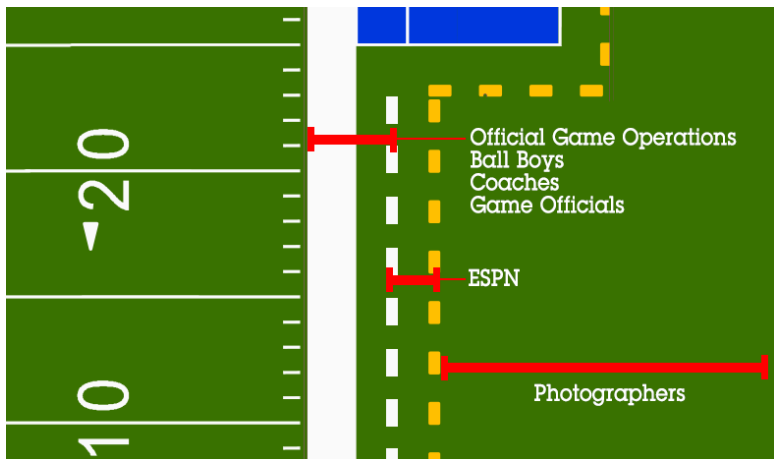 Official Game Operations
Ball Boys
Coaches
Game Officials
20
ESPN
Photographers
10